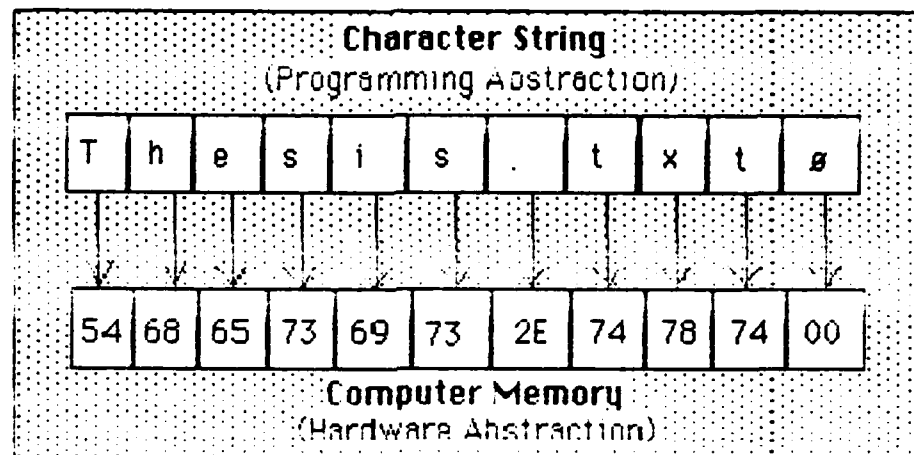 Character String
(Programming Abstraction)
T h e s i s . t x t ø
54 68 65 73 69 73 2E 74 78 74 00
Computer Memory
(Hardware Abstraction)